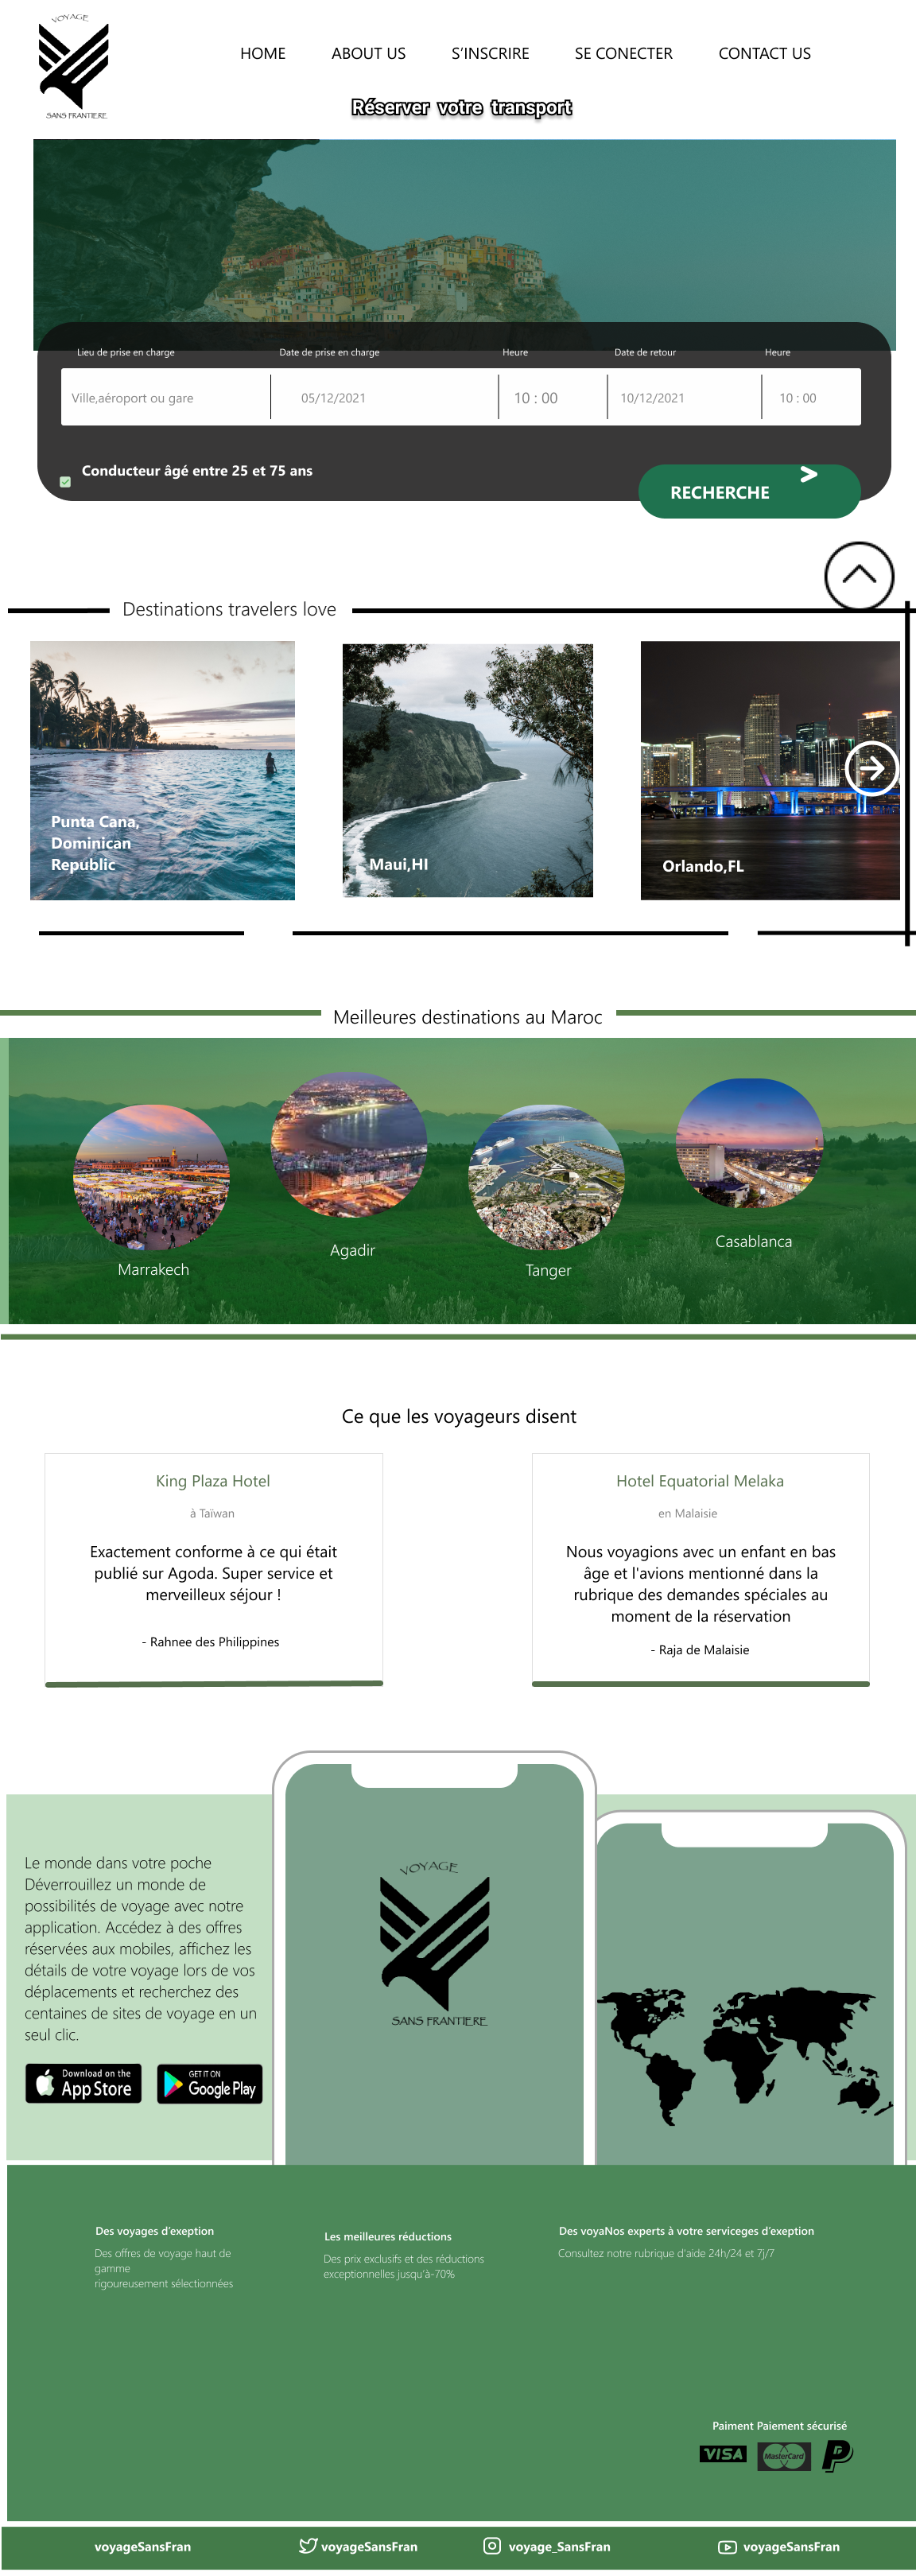 VOYAGE
SANS FRANTIERE
HOME ABOUT US S'INSCRIRE SE CONECTER CONTACT US
Réserver votre transport
Lieu de prise en charge Date de prise en charge Heure Date de retour Heure
Ville,aéroport ou gare 05/12/2021 10 : 00 10/12/2021 10 : 00
Conducteur âgé entre 25 et 75 ans
RECHERCHE
Destinations travelers love
Punta Cana,
Dominican
Republic
Maui,HI
Orlando,FL
Meilleures destinations au Maroc
Marrakech
Agadir
Tanger
Casablanca
Ce que les voyageurs disent
King Plaza Hotel
à Taïwan
Exactement conforme à ce qui était
publié sur Agoda. Super service et
merveilleux séjour !
- Rahnee des Philippines
Hotel Equatorial Melaka
en Malaisie
Nous voyagions avec un enfant en bas
âge et l'avions mentionné dans la
rubrique des demandes spéciales au
moment de la réservation
- Raja de Malaisie
Le monde dans votre poche
Déverrouillez un monde de
possibilités de voyage avec notre
application. Accédez à des offres
réservées aux mobiles, affichez les
détails de votre voyage lors de vos
déplacements et recherchez des
centaines de sites de voyage en un
seul clic.
Download on the
App Store
GET IT ON
Google Play
VOYAGE
SANS FRANTIERE
Des voyages d'exeption
Des offres de voyage haut de
gamme
rigoureusement sélectionnées
Les meilleures réductions
Des prix exclusifs et des réductions
exceptionnelles jusqu'à-70%
Des voyaNos experts à votre serviceges d'exeption
Consultez notre rubrique d'aide 24h/24 et 7j/7
Paiment Paiement sécurisé
VISA MasterCard
voyageSansFran voyageSansFran voyage_SansFran voyageSansFran